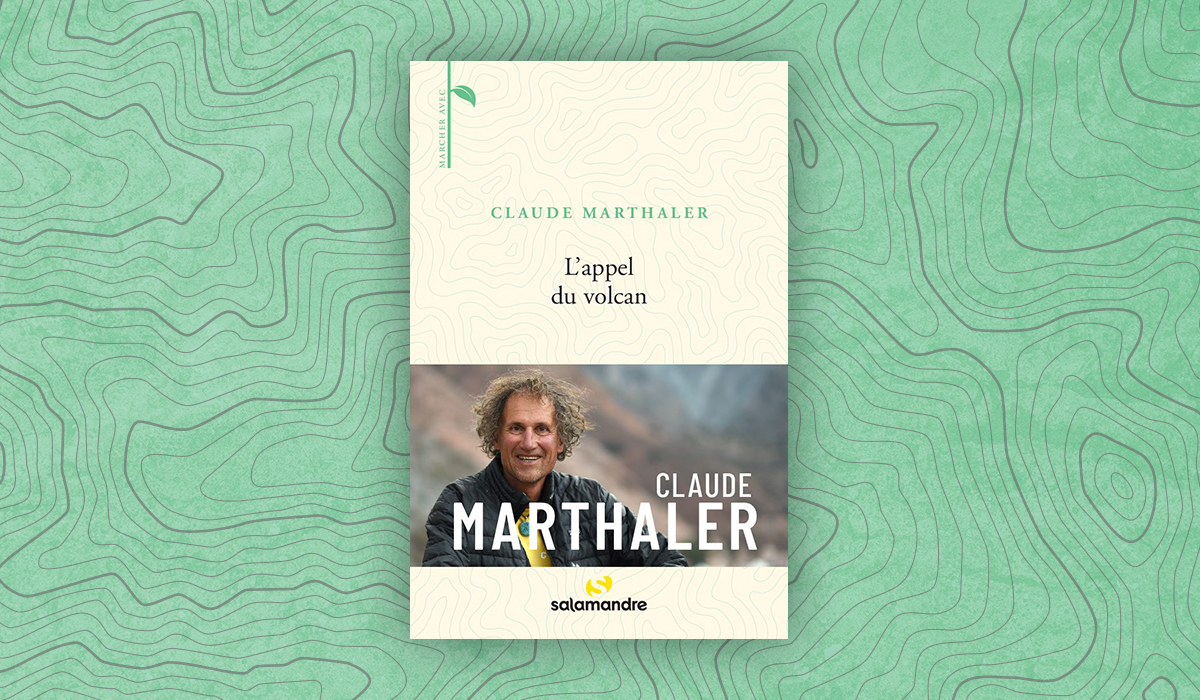 MARCHER AVEC
CLAUDE MARTHALER
L’appel
du volcan
CLAUDE
MARTHALER
salamandre